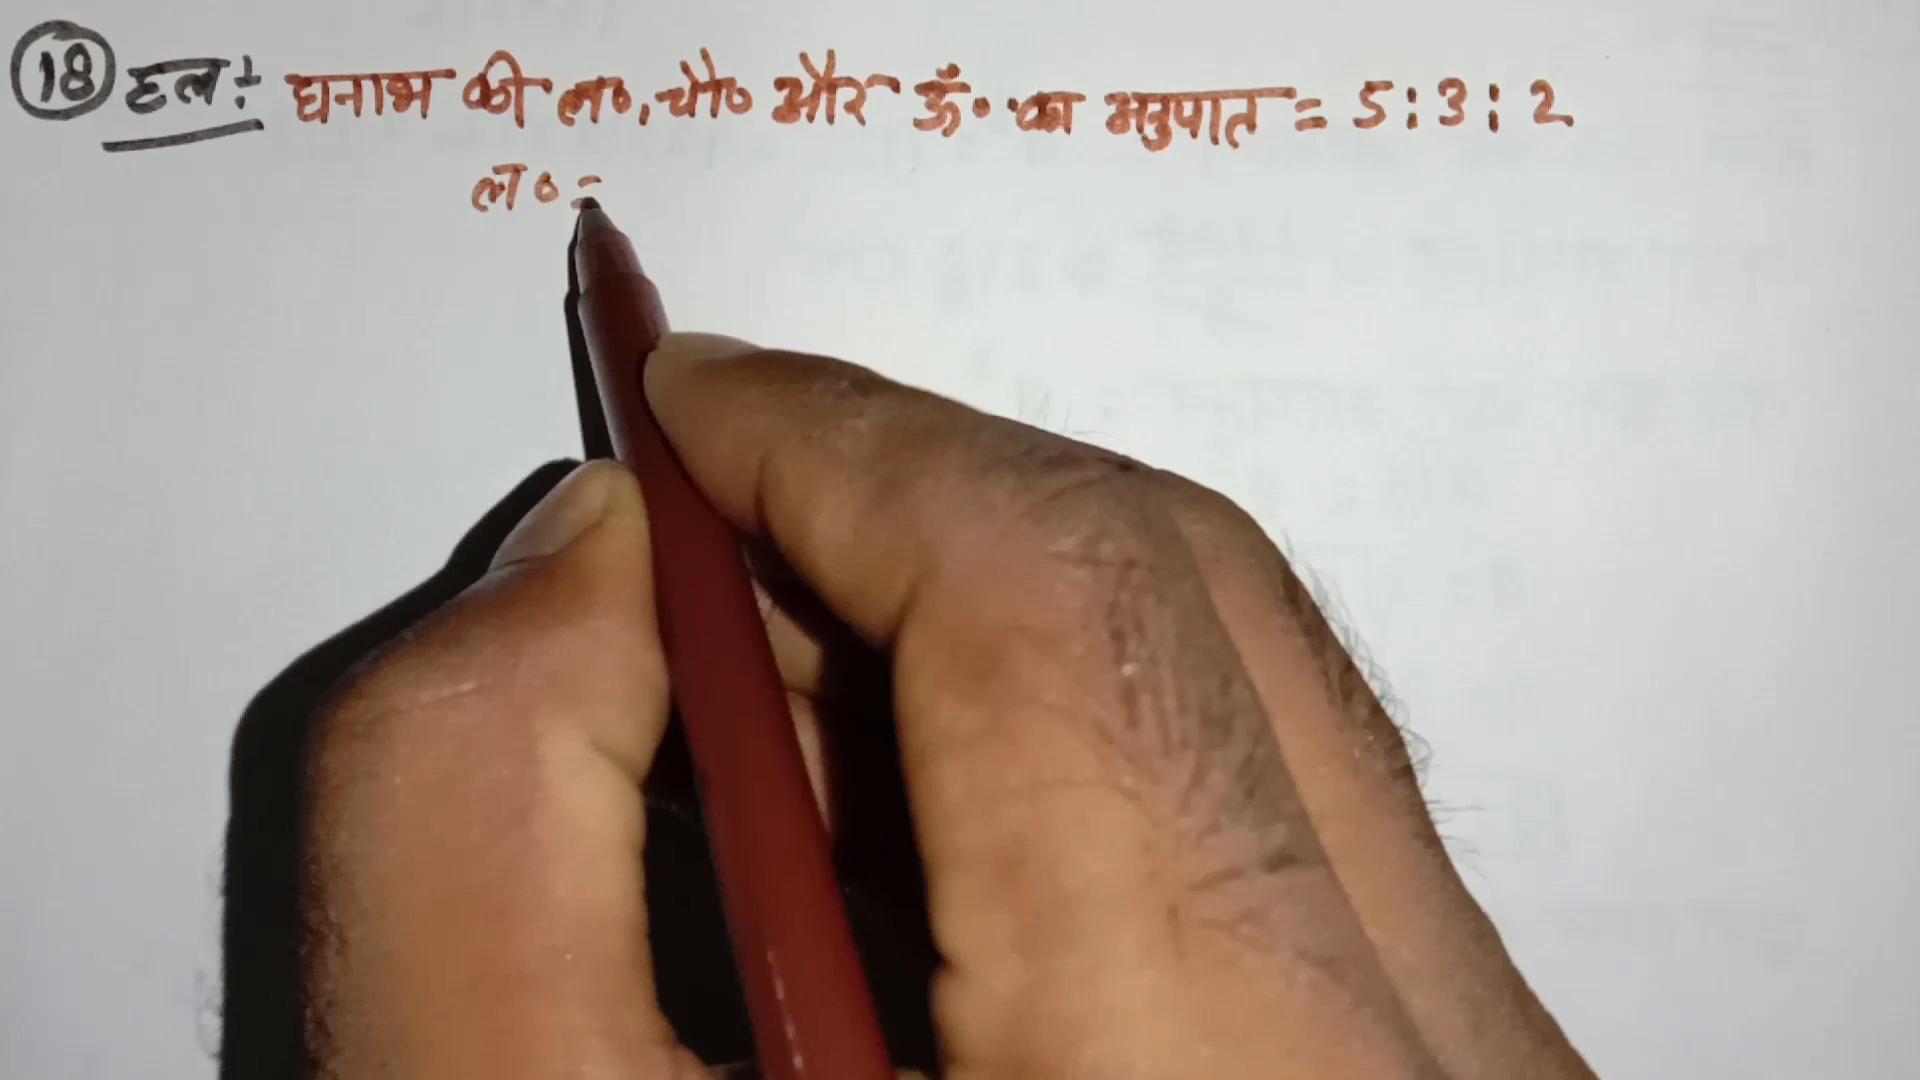 18 हल÷ घनाभ की ल०, चौ० और ऊँ० का अनुपात = 5 : 3 : 2
ल० =